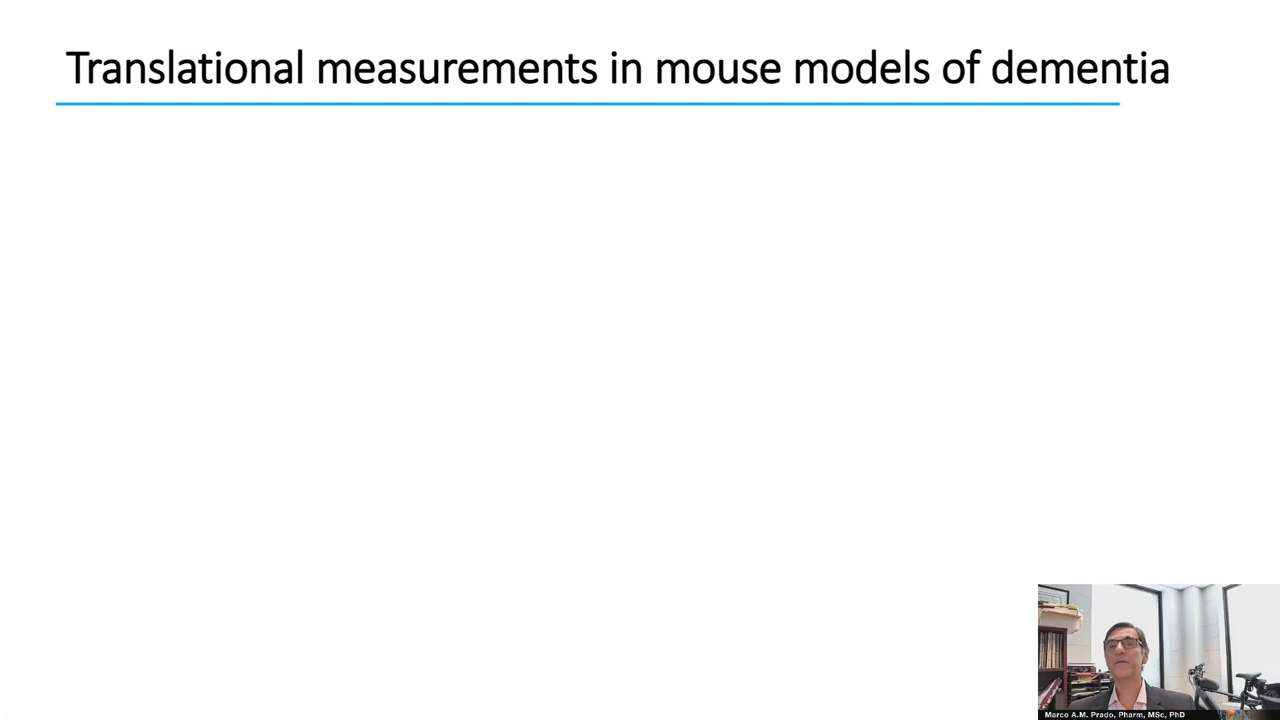 Translational measurements in mouse models of dementia
Marco A.M. Prado, Pharm, MSc, PhD